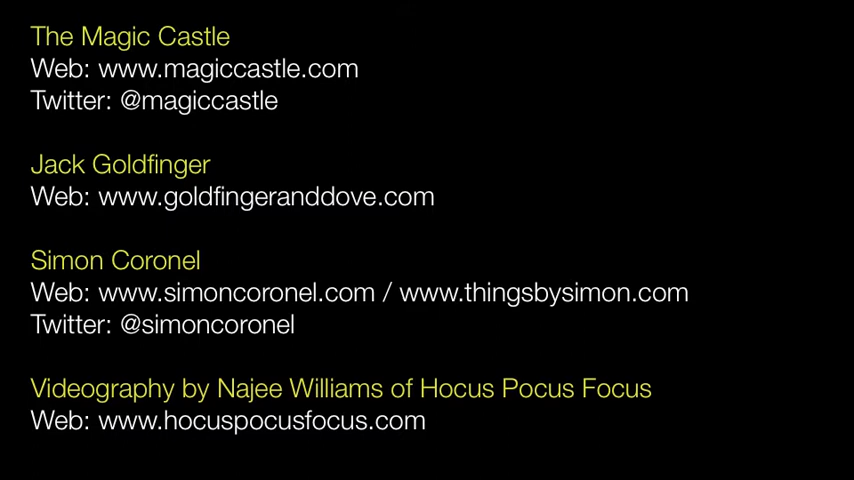 The Magic Castle
Web: www.magiccastle.com
Twitter: @magiccastle
Jack Goldfinger
Web: www.goldfingeranddove.com
Simon Coronel
Web: www.simoncoronel.com / www.thingsbysimon.com
Twitter: @simoncoronel
Videography by Najee Williams of Hocus Pocus Focus
Web: www.hocuspocusfocus.com